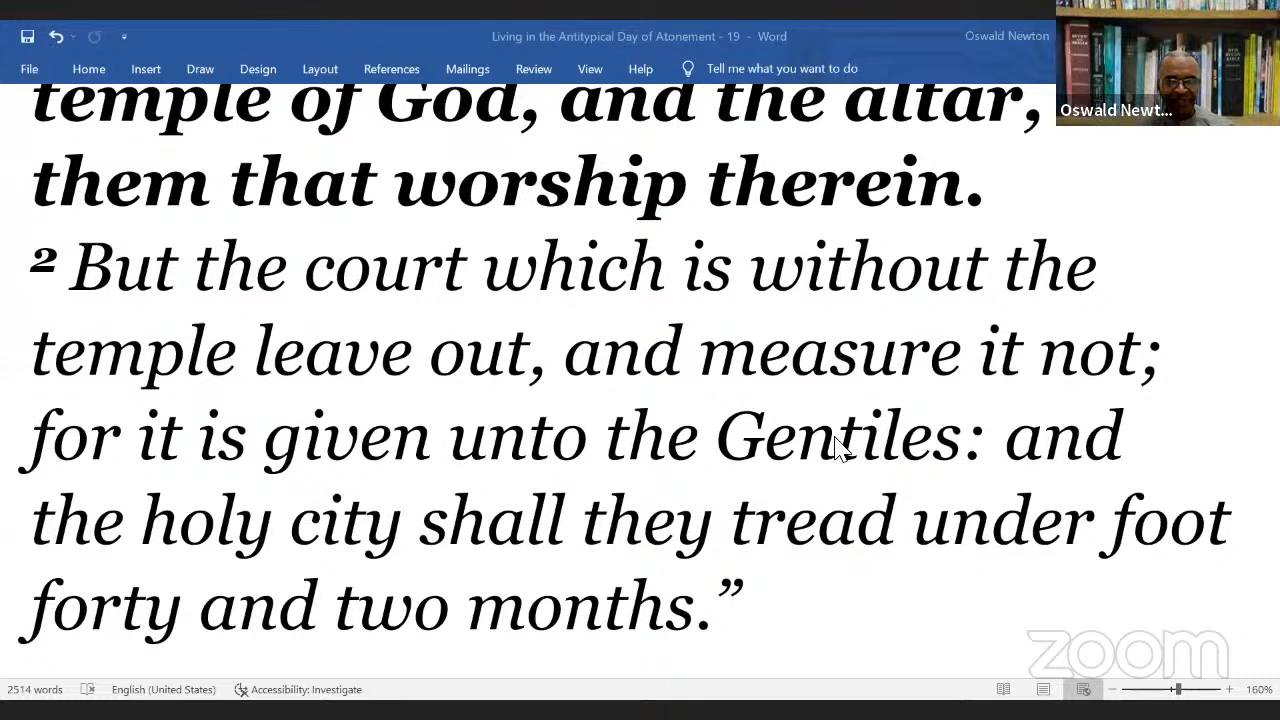 Living in the Antitypical Day of Atonement - 19 - Word
Oswald Newton
File Home Insert Draw Design Layout References Mailings Review View Help Tell me what you want to do
Oswald Newt...
temple of God, and the altar,
them that worship therein.
2 But the court which is without the
temple leave out, and measure it not;
for it is given unto the Gentiles: and
the holy city shall they tread under foot
forty and two months.”
zoom
2514 words English (United States) Accessibility: Investigate 160%